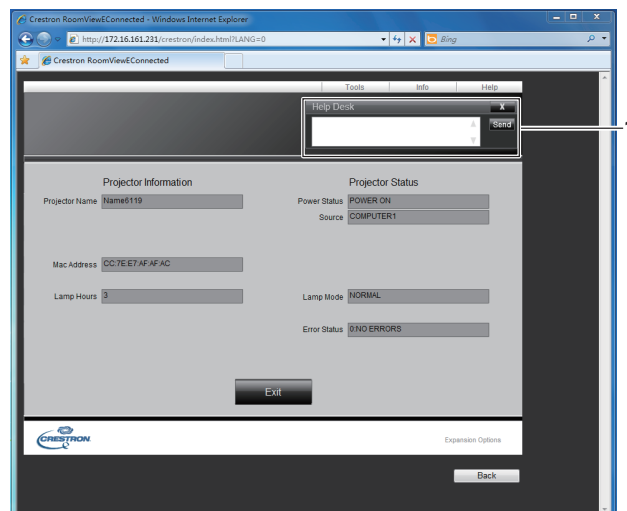 Crestron RoomViewEConnected - Windows Internet Explorer
http://172.16.161.231/crestron/index.html?LANG=0
Bing
Crestron RoomViewEConnected
Tools Info Help
Help Desk X
Send
Projector Information Projector Status
Projector Name Name6119 Power Status POWER ON
Source COMPUTER1
Mac Address CC:7E:E7:AF:AF:AC
Lamp Hours 3 Lamp Mode NORMAL
Error Status 0:NO ERRORS
Exit
CRESTRON Expansion Options
Back